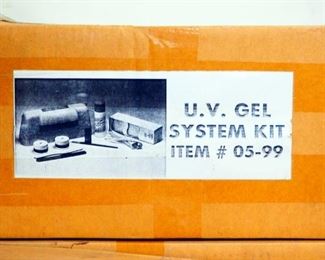 U.V. GEL
SYSTEM KIT
ITEM # 05-99